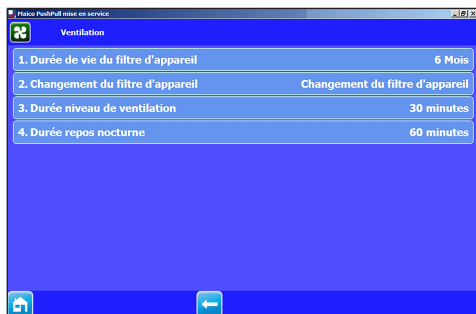 Maico PushPull mise en service
Ventilation
1. Durée de vie du filtre d'appareil 6 Mois
2. Changement du filtre d'appareil Changement du filtre d'appareil
3. Durée niveau de ventilation 30 minutes
4. Durée repos nocturne 60 minutes